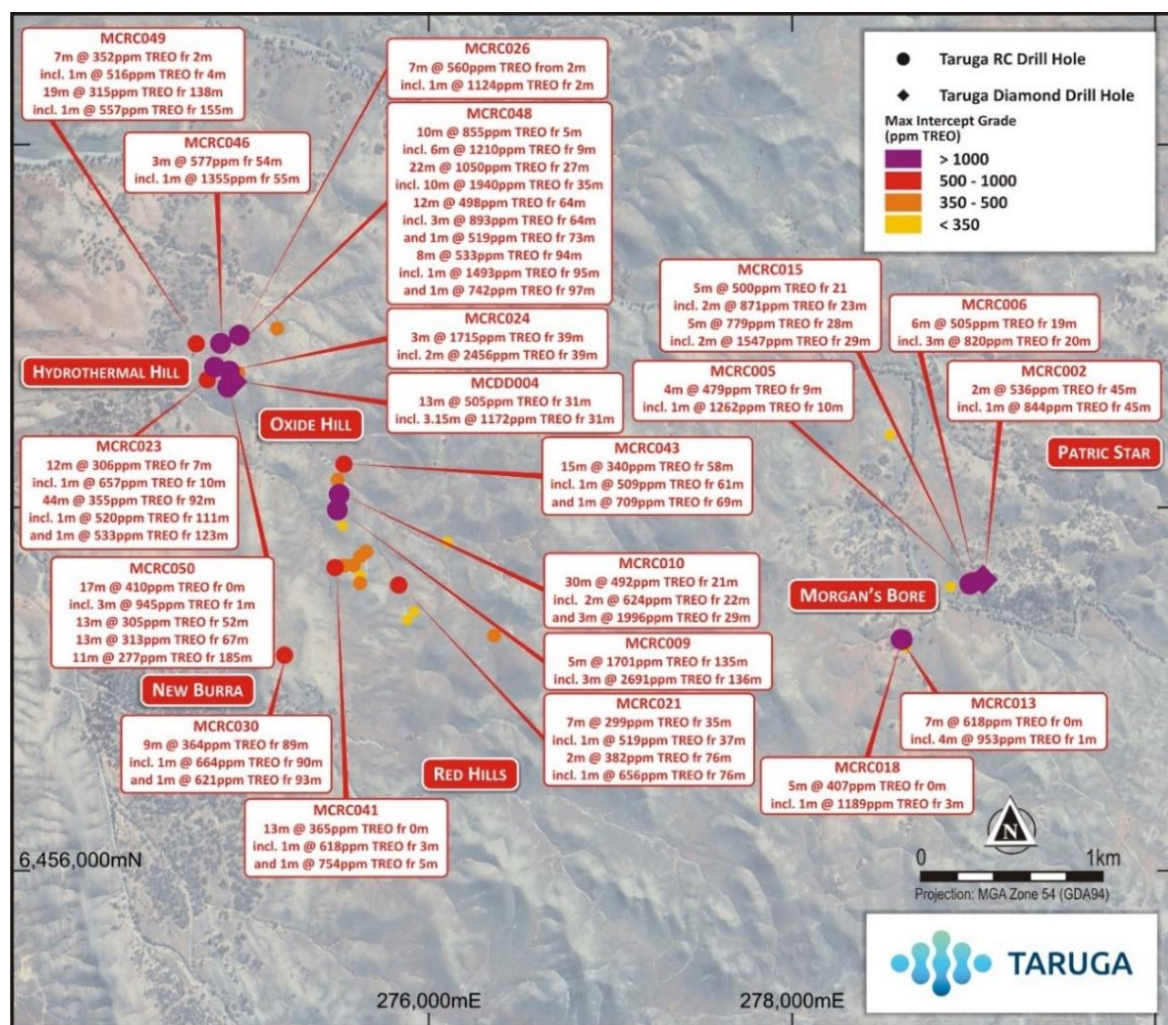 MCRC049
7m @ 352ppm TREO fr 2m
incl. 1m @ 516ppm TREO fr 4m
19m @ 315ppm TREO fr 138m
incl. 1m @ 557ppm TREO fr 155m
MCRC026
7m @ 560ppm TREO from 2m
incl. 1m @ 1124ppm TREO fr 2m
Taruga RC Drill Hole
Taruga Diamond Drill Hole
Max Intercept Grade
(ppm TREO)
> 1000
500 - 1000
350 - 500
< 350
MCRC046
3m @ 577ppm fr 54m
incl. 1m @ 1355ppm fr 55m
MCRC048
10m @ 855ppm TREO fr 5m
incl. 6m @ 1210ppm TREO fr 9m
22m @ 1050ppm TREO fr 27m
incl. 10m @ 1940ppm TREO fr 35m
12m @ 498ppm TREO fr 64m
incl. 3m @ 893ppm TREO fr 64m
and 1m @ 519ppm TREO fr 73m
8m @ 533ppm TREO fr 94m
incl. 1m @ 1493ppm TREO fr 95m
and 1m @ 742ppm TREO fr 97m
MCRC015
5m @ 500ppm TREO fr 21
incl. 2m @ 871ppm TREO fr 23m
5m @ 779ppm TREO fr 28m
incl. 2m @ 1547ppm TREO fr 29m
MCRC006
6m @ 505ppm TREO fr 19m
incl. 3m @ 820ppm TREO fr 20m
MCRC024
3m @ 1715ppm TREO fr 39m
incl. 2m @ 2456ppm TREO fr 39m
HYDROTHERMAL HILL
MCDD004
13m @ 505ppm TREO fr 31m
incl. 3.15m @ 1172ppm TREO fr 31m
MCRC005
4m @ 479ppm TREO fr 9m
incl. 1m @ 1262ppm TREO fr 10m
MCRC002
2m @ 536ppm TREO fr 45m
incl. 1m @ 844ppm TREO fr 45m
OXIDE HILL
PATRIC STAR
MCRC023
12m @ 306ppm TREO fr 7m
incl. 1m @ 657ppm TREO fr 10m
44m @ 355ppm TREO fr 92m
incl. 1m @ 520ppm TREO fr 111m
and 1m @ 533ppm TREO fr 123m
MCRC043
15m @ 340ppm TREO fr 58m
incl. 1m @ 509ppm TREO fr 61m
and 1m @ 709ppm TREO fr 69m
MCRC050
17m @ 410ppm TREO fr 0m
incl. 3m @ 945ppm TREO fr 1m
13m @ 305ppm TREO fr 52m
13m @ 313ppm TREO fr 67m
11m @ 277ppm TREO fr 185m
MCRC010
30m @ 492ppm TREO fr 21m
incl. 2m @ 624ppm TREO fr 22m
and 3m @ 1996ppm TREO fr 29m
MORGAN'S BORE
MCRC009
5m @ 1701ppm TREO fr 135m
incl. 3m @ 2691ppm TREO fr 136m
NEW BURRA
MCRC021
7m @ 299ppm TREO fr 35m
incl. 1m @ 519ppm TREO fr 37m
2m @ 382ppm TREO fr 76m
incl. 1m @ 656ppm TREO fr 76m
MCRC013
7m @ 618ppm TREO fr 0m
incl. 4m @ 953ppm TREO fr 1m
MCRC030
9m @ 364ppm TREO fr 89m
incl. 1m @ 664ppm TREO fr 90m
and 1m @ 621ppm TREO fr 93m
RED HILLS
MCRC018
5m @ 407ppm TREO fr 0m
incl. 1m @ 1189ppm TREO fr 3m
MCRC041
13m @ 365ppm TREO fr 0m
incl. 1m @ 618ppm TREO fr 3m
and 1m @ 754ppm TREO fr 5m
6,456,000mN
N
0 1km
Projection: MGA Zone 54 (GDA94)
TARUGA
276,000mE
278,000mE